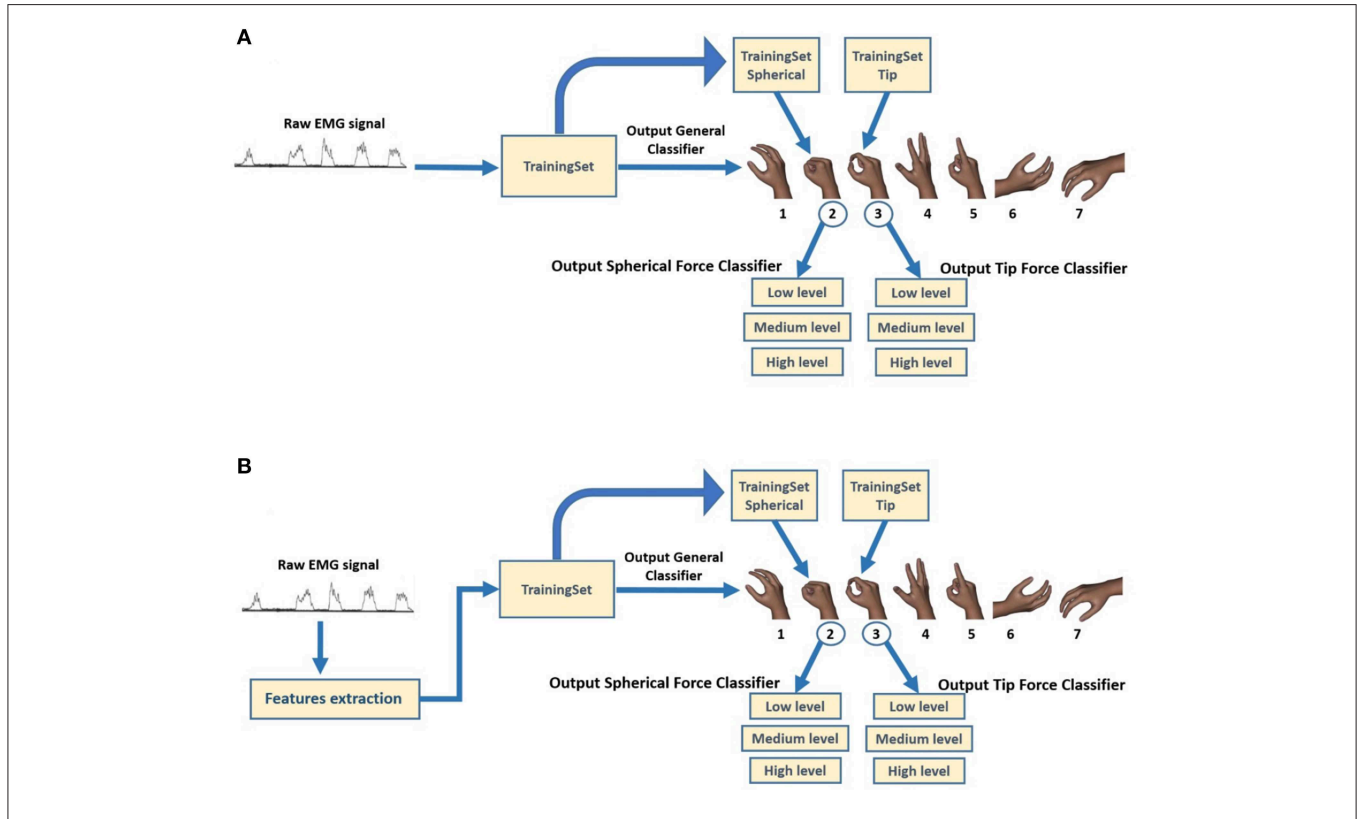 A
TrainingSet
Spherical
TrainingSet
Tip
Raw EMG signal
Output General
Classifier
TrainingSet
1
2
3
4
5
6
7
Output Spherical Force Classifier
Output Tip Force Classifier
Low level
Low level
Medium level
Medium level
High level
High level
B
TrainingSet
Spherical
TrainingSet
Tip
Raw EMG signal
Output General
Classifier
TrainingSet
1
2
3
4
5
6
7
Features extraction
Output Spherical Force Classifier
Output Tip Force Classifier
Low level
Low level
Medium level
Medium level
High level
High level